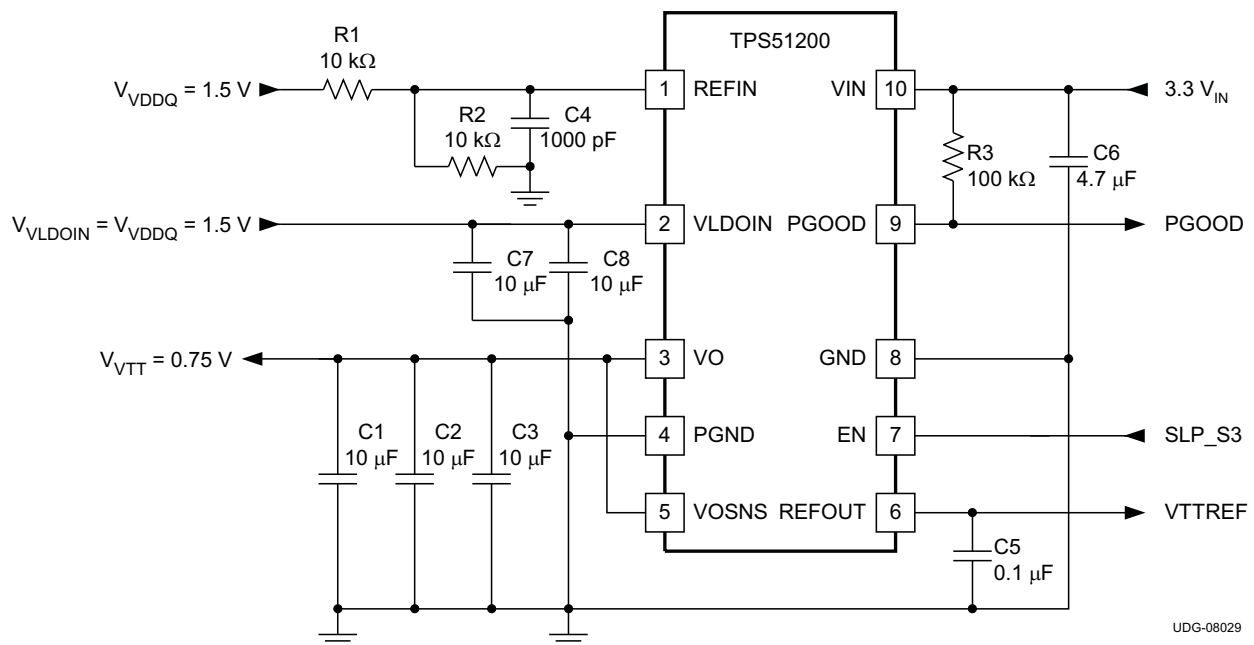 TPS51200
R1
10 kΩ
V_VDDQ = 1.5 V
R2
10 kΩ
C4
1000 pF
1 REFIN
VIN 10
3.3 V_IN
R3
100 kΩ
C6
4.7 μF
V_VLDOIN = V_VDDQ = 1.5 V
2 VLDOIN
PGOOD 9
PGOOD
C7
10 μF
C8
10 μF
V_VTT = 0.75 V
3 VO
GND 8
C1
10 μF
C2
10 μF
C3
10 μF
4 PGND
EN 7
SLP_S3
5 VOSNS
REFOUT 6
VTTREF
C5
0.1 μF
UDG-08029